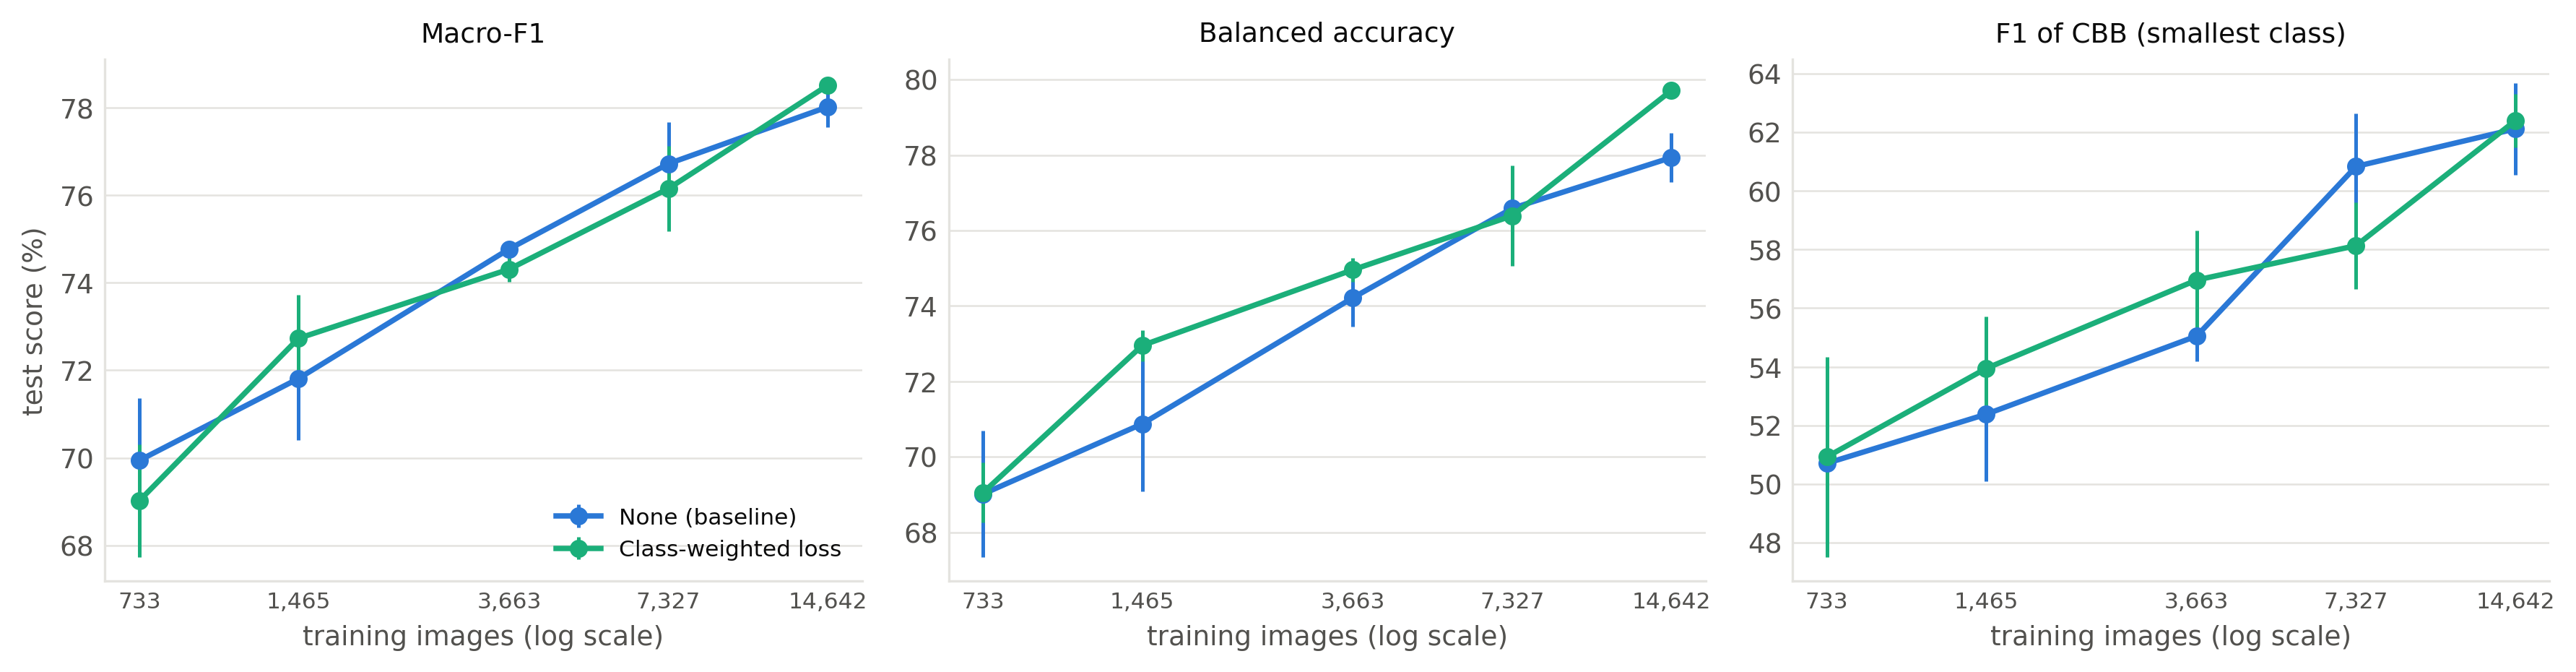 Macro-F1
test score (%)
78
76
74
72
70
68
None (baseline)
Class-weighted loss
733 1,465 3,663 7,327 14,642
training images (log scale)
Balanced accuracy
80
78
76
74
72
70
68
733 1,465 3,663 7,327 14,642
training images (log scale)
F1 of CBB (smallest class)
64
62
60
58
56
54
52
50
48
733 1,465 3,663 7,327 14,642
training images (log scale)